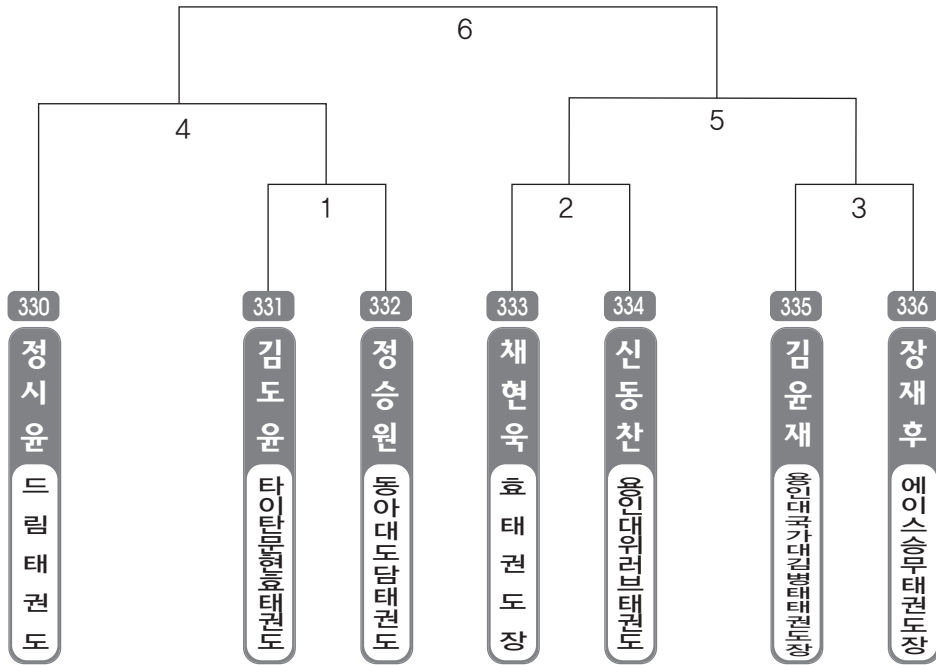 6
4
5
1
2
3
330
331
332
333
334
335
336
정시윤
김도윤
정승원
채현욱
신동찬
김윤재
장재후
드림태권도
타이탄문현효태권도
동아대도담태권도
효태권도장
용인대위러브태권도
용인대국가대김병태태권도장
에이스승무태권도장